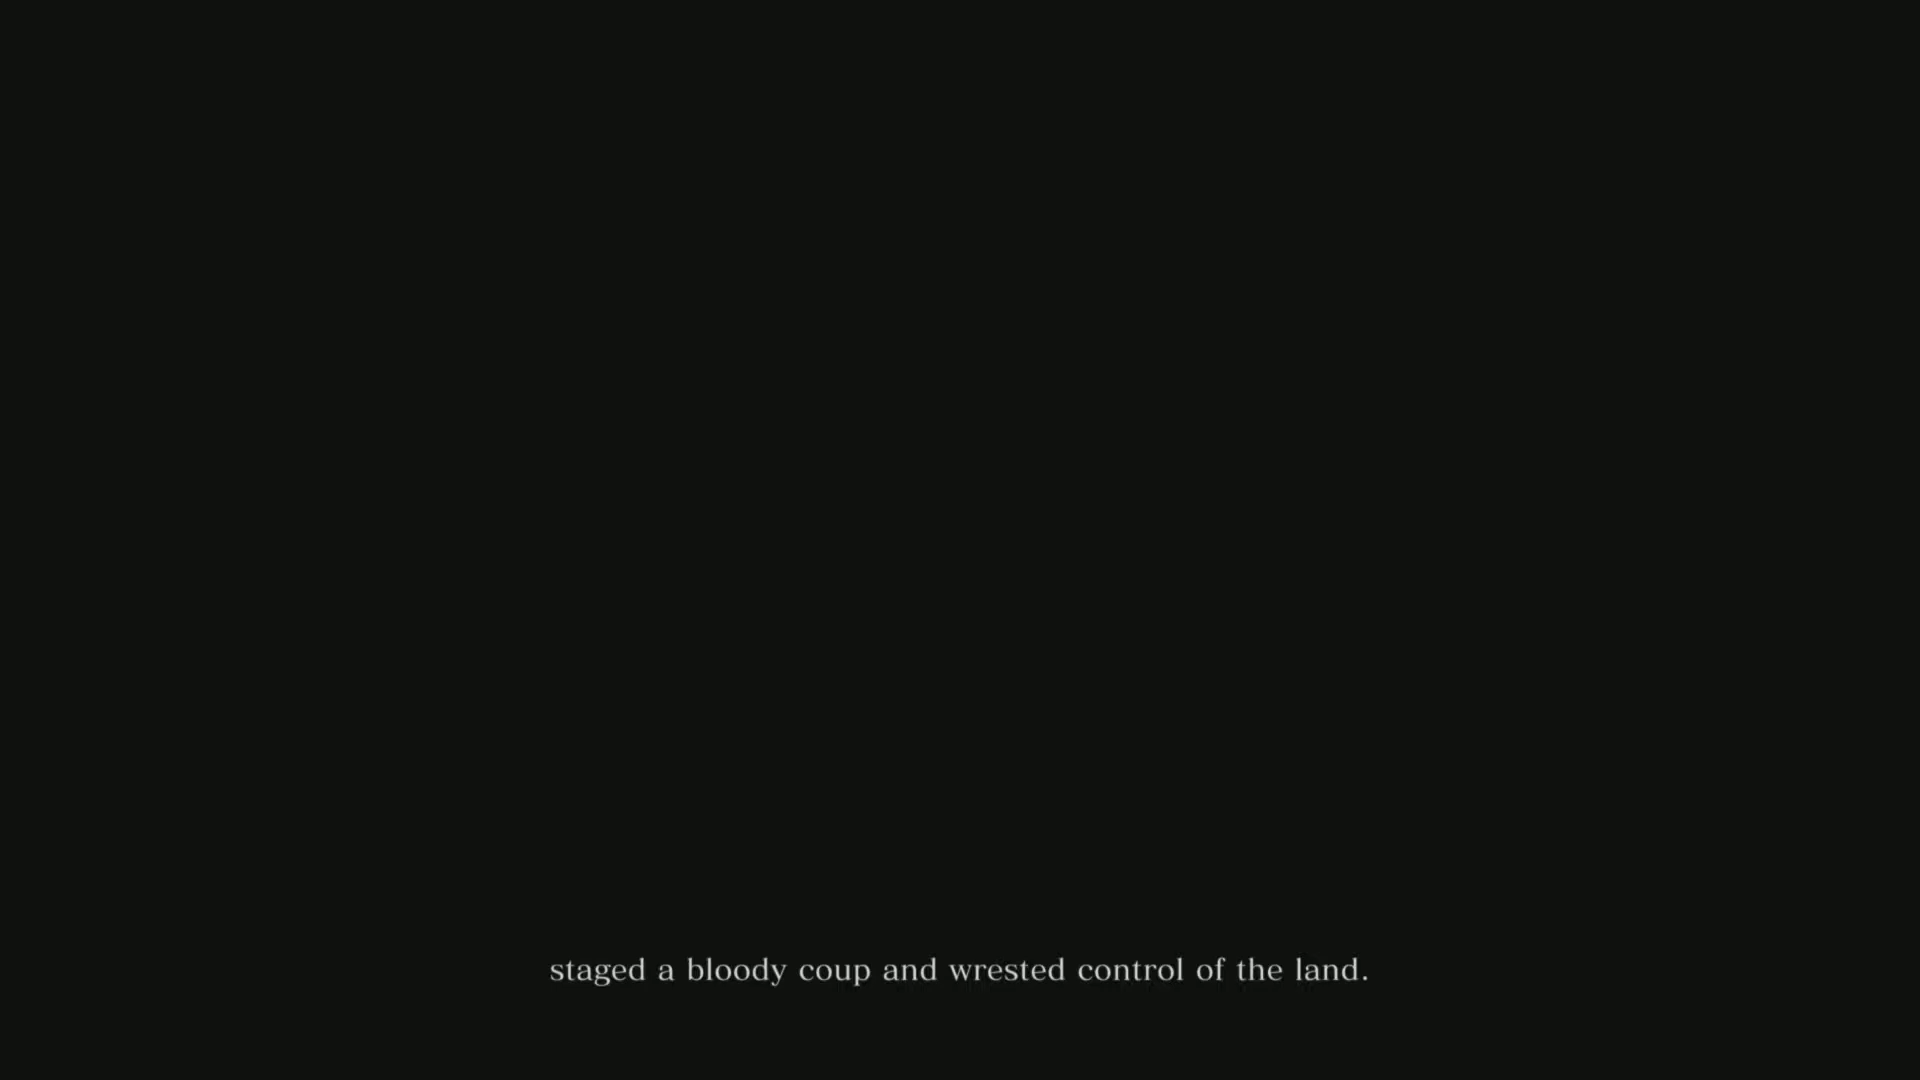 staged a bloody coup and wrested control of the land.